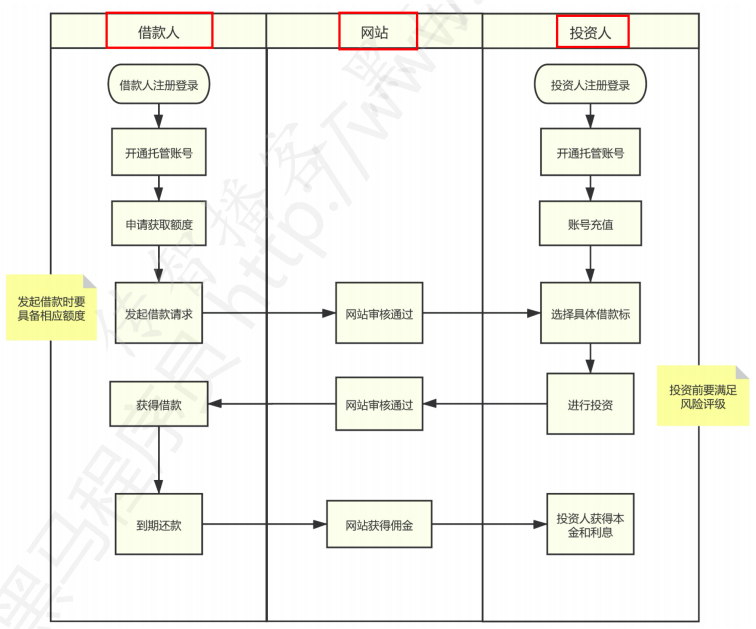 借款人
网站
投资人
借款人注册登录
投资人注册登录
开通托管账号
开通托管账号
申请获取额度
账号充值
发起借款时要
具备相应额度
发起借款请求
网站审核通过
选择具体借款标
投资前要满足
风险评级
获得借款
网站审核通过
进行投资
到期还款
网站获得佣金
投资人获得本
金和利息
传智播客
http://www.
黑马程序员